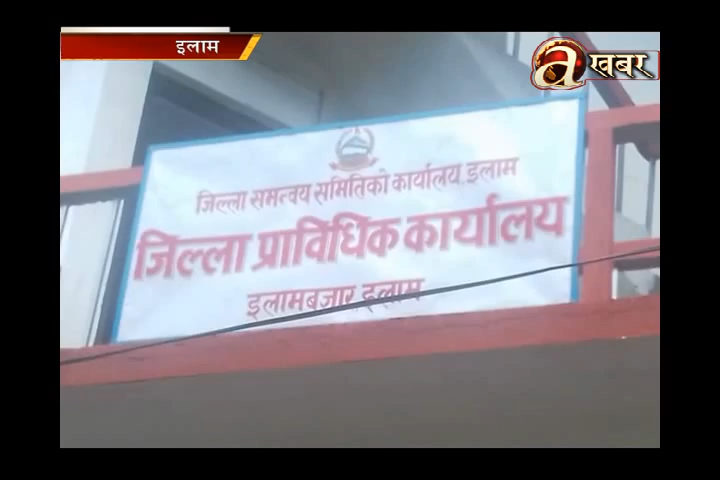 इलाम
a खबर
जिल्ला समन्वय समितिको कार्यालय, इलाम
जिल्ला प्राविधिक कार्यालय
इलामबजार, इलाम